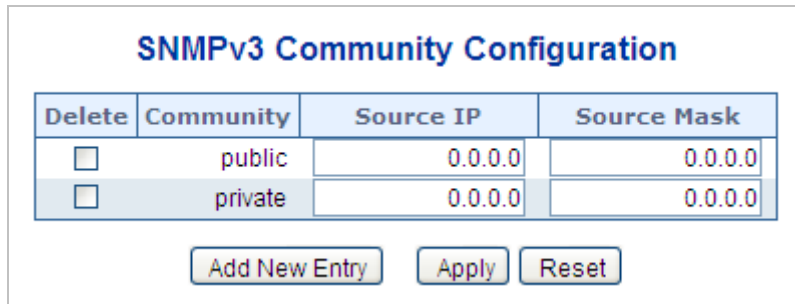 SNMPv3 Community Configuration
Delete Community Source IP Source Mask
public 0.0.0.0 0.0.0.0
private 0.0.0.0 0.0.0.0
Add New Entry Apply Reset